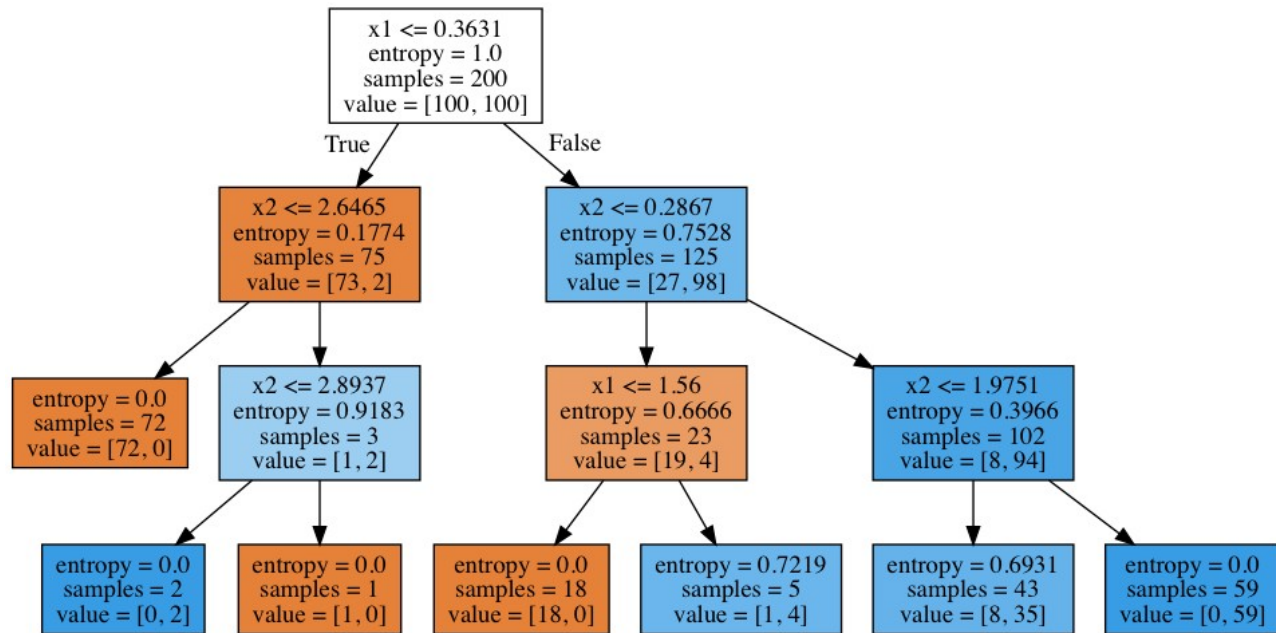 x1 <= 0.3631
entropy = 1.0
samples = 200
value = [100, 100]
True
False
x2 <= 2.6465
entropy = 0.1774
samples = 75
value = [73, 2]
x2 <= 0.2867
entropy = 0.7528
samples = 125
value = [27, 98]
entropy = 0.0
samples = 72
value = [72, 0]
x2 <= 2.8937
entropy = 0.9183
samples = 3
value = [1, 2]
x1 <= 1.56
entropy = 0.6666
samples = 23
value = [19, 4]
x2 <= 1.9751
entropy = 0.3966
samples = 102
value = [8, 94]
entropy = 0.0
samples = 2
value = [0, 2]
entropy = 0.0
samples = 1
value = [1, 0]
entropy = 0.0
samples = 18
value = [18, 0]
entropy = 0.7219
samples = 5
value = [1, 4]
entropy = 0.6931
samples = 43
value = [8, 35]
entropy = 0.0
samples = 59
value = [0, 59]